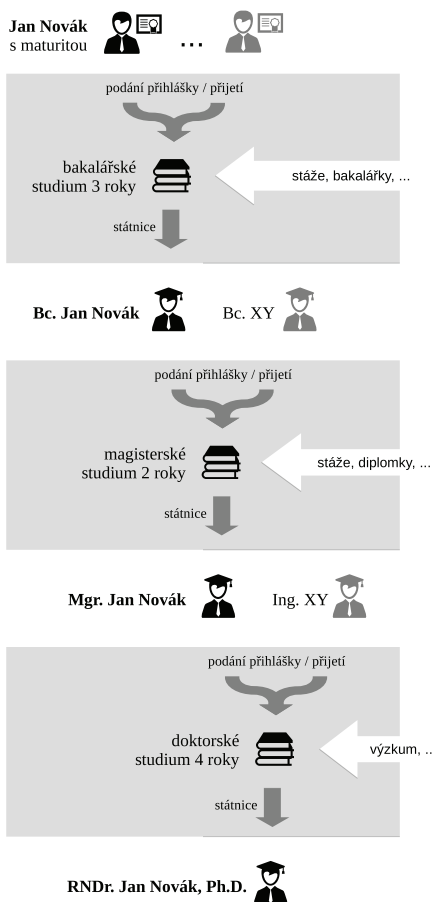 Jan Novák
s maturitou
...
podání přihlášky / přijetí
bakalářské
studium 3 roky
stáže, bakalářky, ...
státnice
Bc. Jan Novák
Bc. XY
podání přihlášky / přijetí
magisterské
studium 2 roky
stáže, diplomky, ...
státnice
Mgr. Jan Novák
Ing. XY
podání přihlášky / přijetí
doktorské
studium 4 roky
výzkum, ...
státnice
RNDr. Jan Novák, Ph.D.